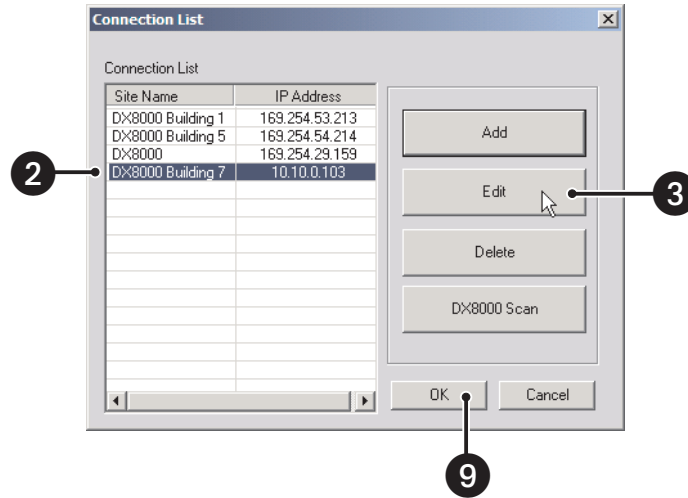 Connection List
Connection List
Site Name IP Address
DX8000 Building 1 169.254.53.213
DX8000 Building 5 169.254.54.214
DX8000 169.254.29.159
DX8000 Building 7 10.10.0.103
Add
Edit
Delete
DX8000 Scan
OK Cancel
2
3
9